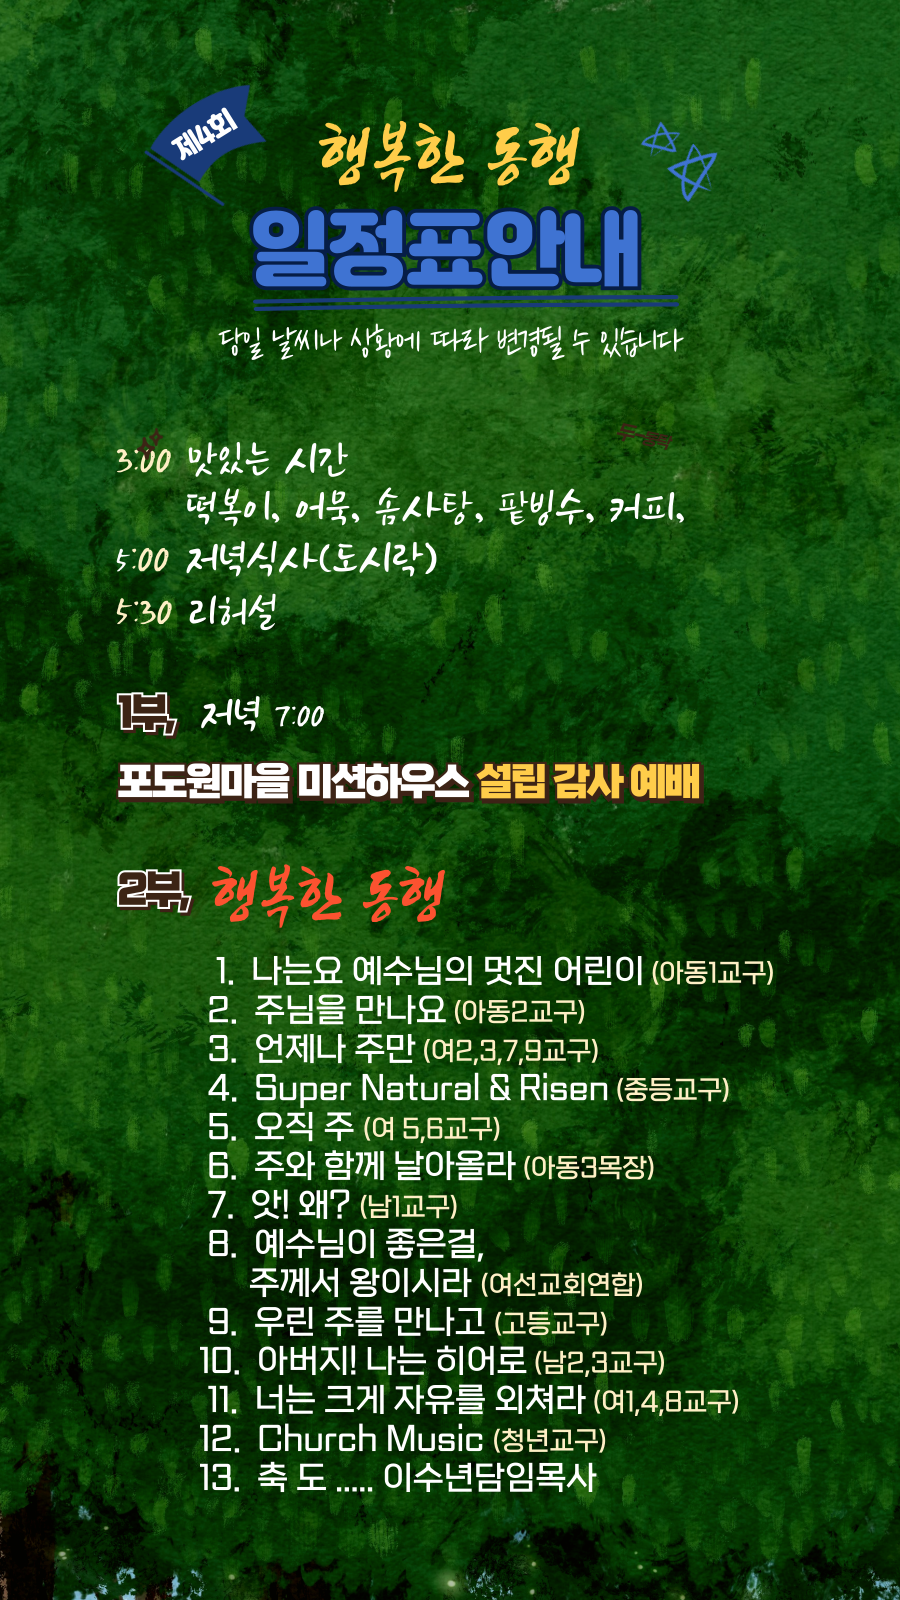 제4회
행복한 동행
일정표안내
당일 날씨나 상황에 따라 변경될 수 있습니다
3:00 맛있는 시간
떡볶이, 어묵, 솜사탕, 팥빙수, 커피,
5:00 저녁식사(도시락)
5:30 리허설
1부, 저녁 7:00
포도원마을 미션하우스 설립 감사 예배
2부, 행복한 동행
1. 나는요 예수님의 멋진 어린이 (아동1교구)
2. 주님을 만나요 (아동2교구)
3. 언제나 주만 (여2,3,7,9교구)
4. Super Natural & Risen (중등교구)
5. 오직 주 (여 5,6교구)
6. 주와 함께 날아올라 (아동3목장)
7. 앗! 왜? (남1교구)
8. 예수님이 좋은걸,
주께서 왕이시라 (여선교회연합)
9. 우린 주를 만나고 (고등교구)
10. 아버지! 나는 히어로 (남2,3교구)
11. 너는 크게 자유를 외쳐라 (여1,4,8교구)
12. Church Music (청년교구)
13. 축 도 ..... 이수년담임목사